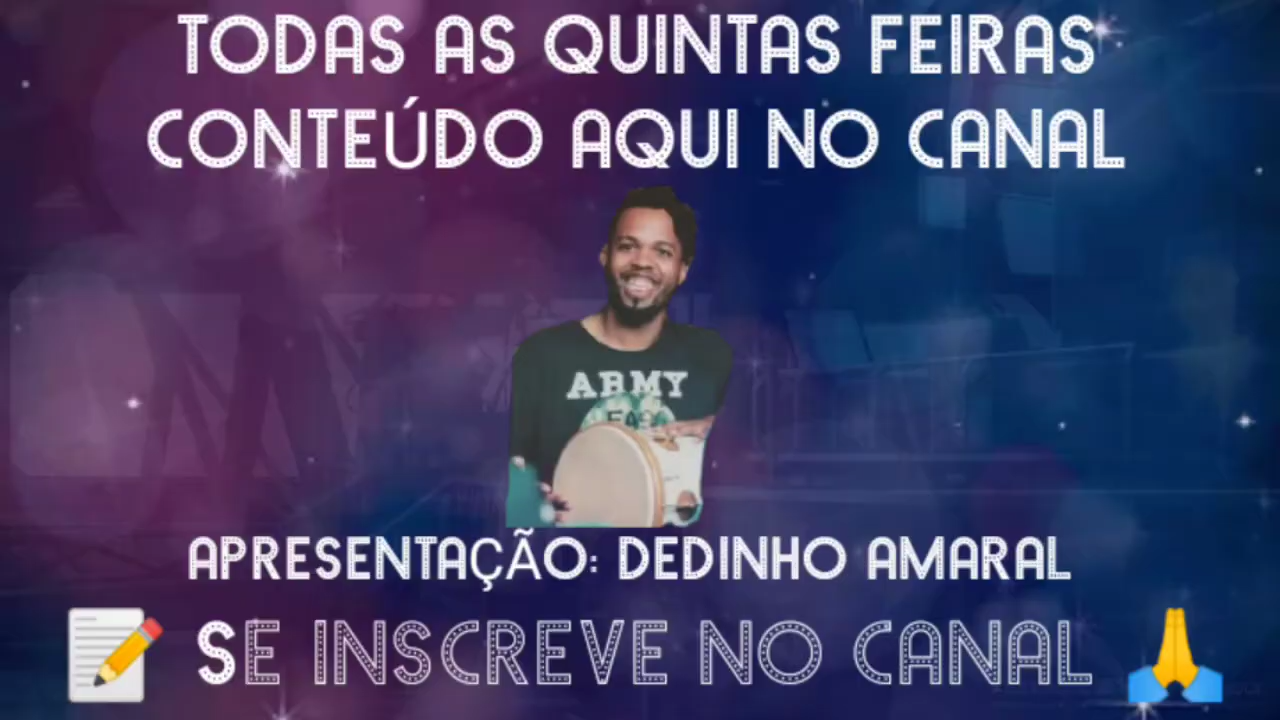 TODAS AS QUINTAS FEIRAS
CONTEÚDO AQUI NO CANAL
ARMY
APRESENTAÇÃO: DEDINHO AMARAL
SE INSCREVE NO CANAL